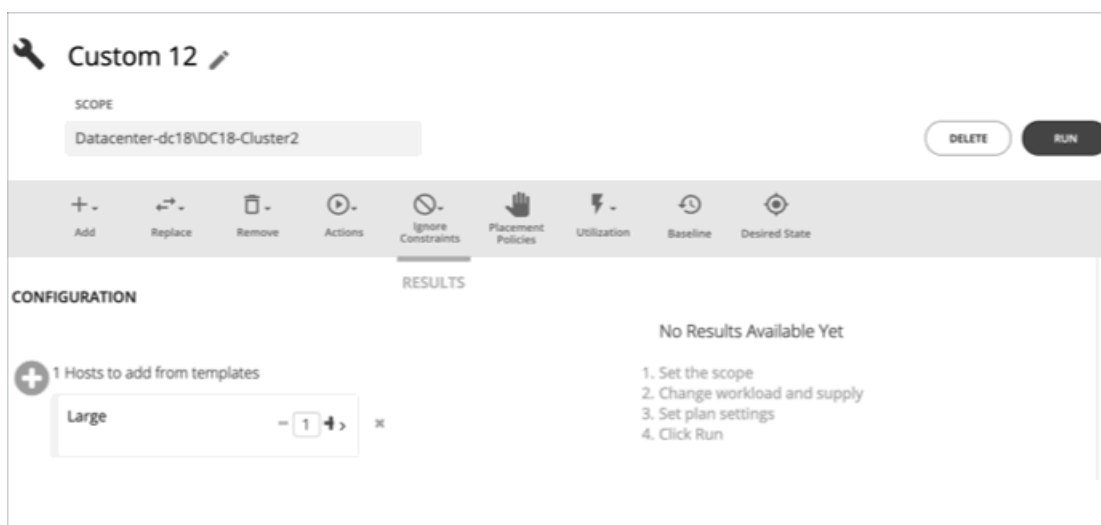 Custom 12
SCOPE
Datacenter-dc18\DC18-Cluster2
DELETE
RUN
Add
Replace
Remove
Actions
Ignore
Constraints
Placement
Policies
Utilization
Baseline
Desired State
RESULTS
CONFIGURATION
No Results Available Yet
1. Set the scope
2. Change workload and supply
3. Set plan settings
4. Click Run
1 Hosts to add from templates
Large
1